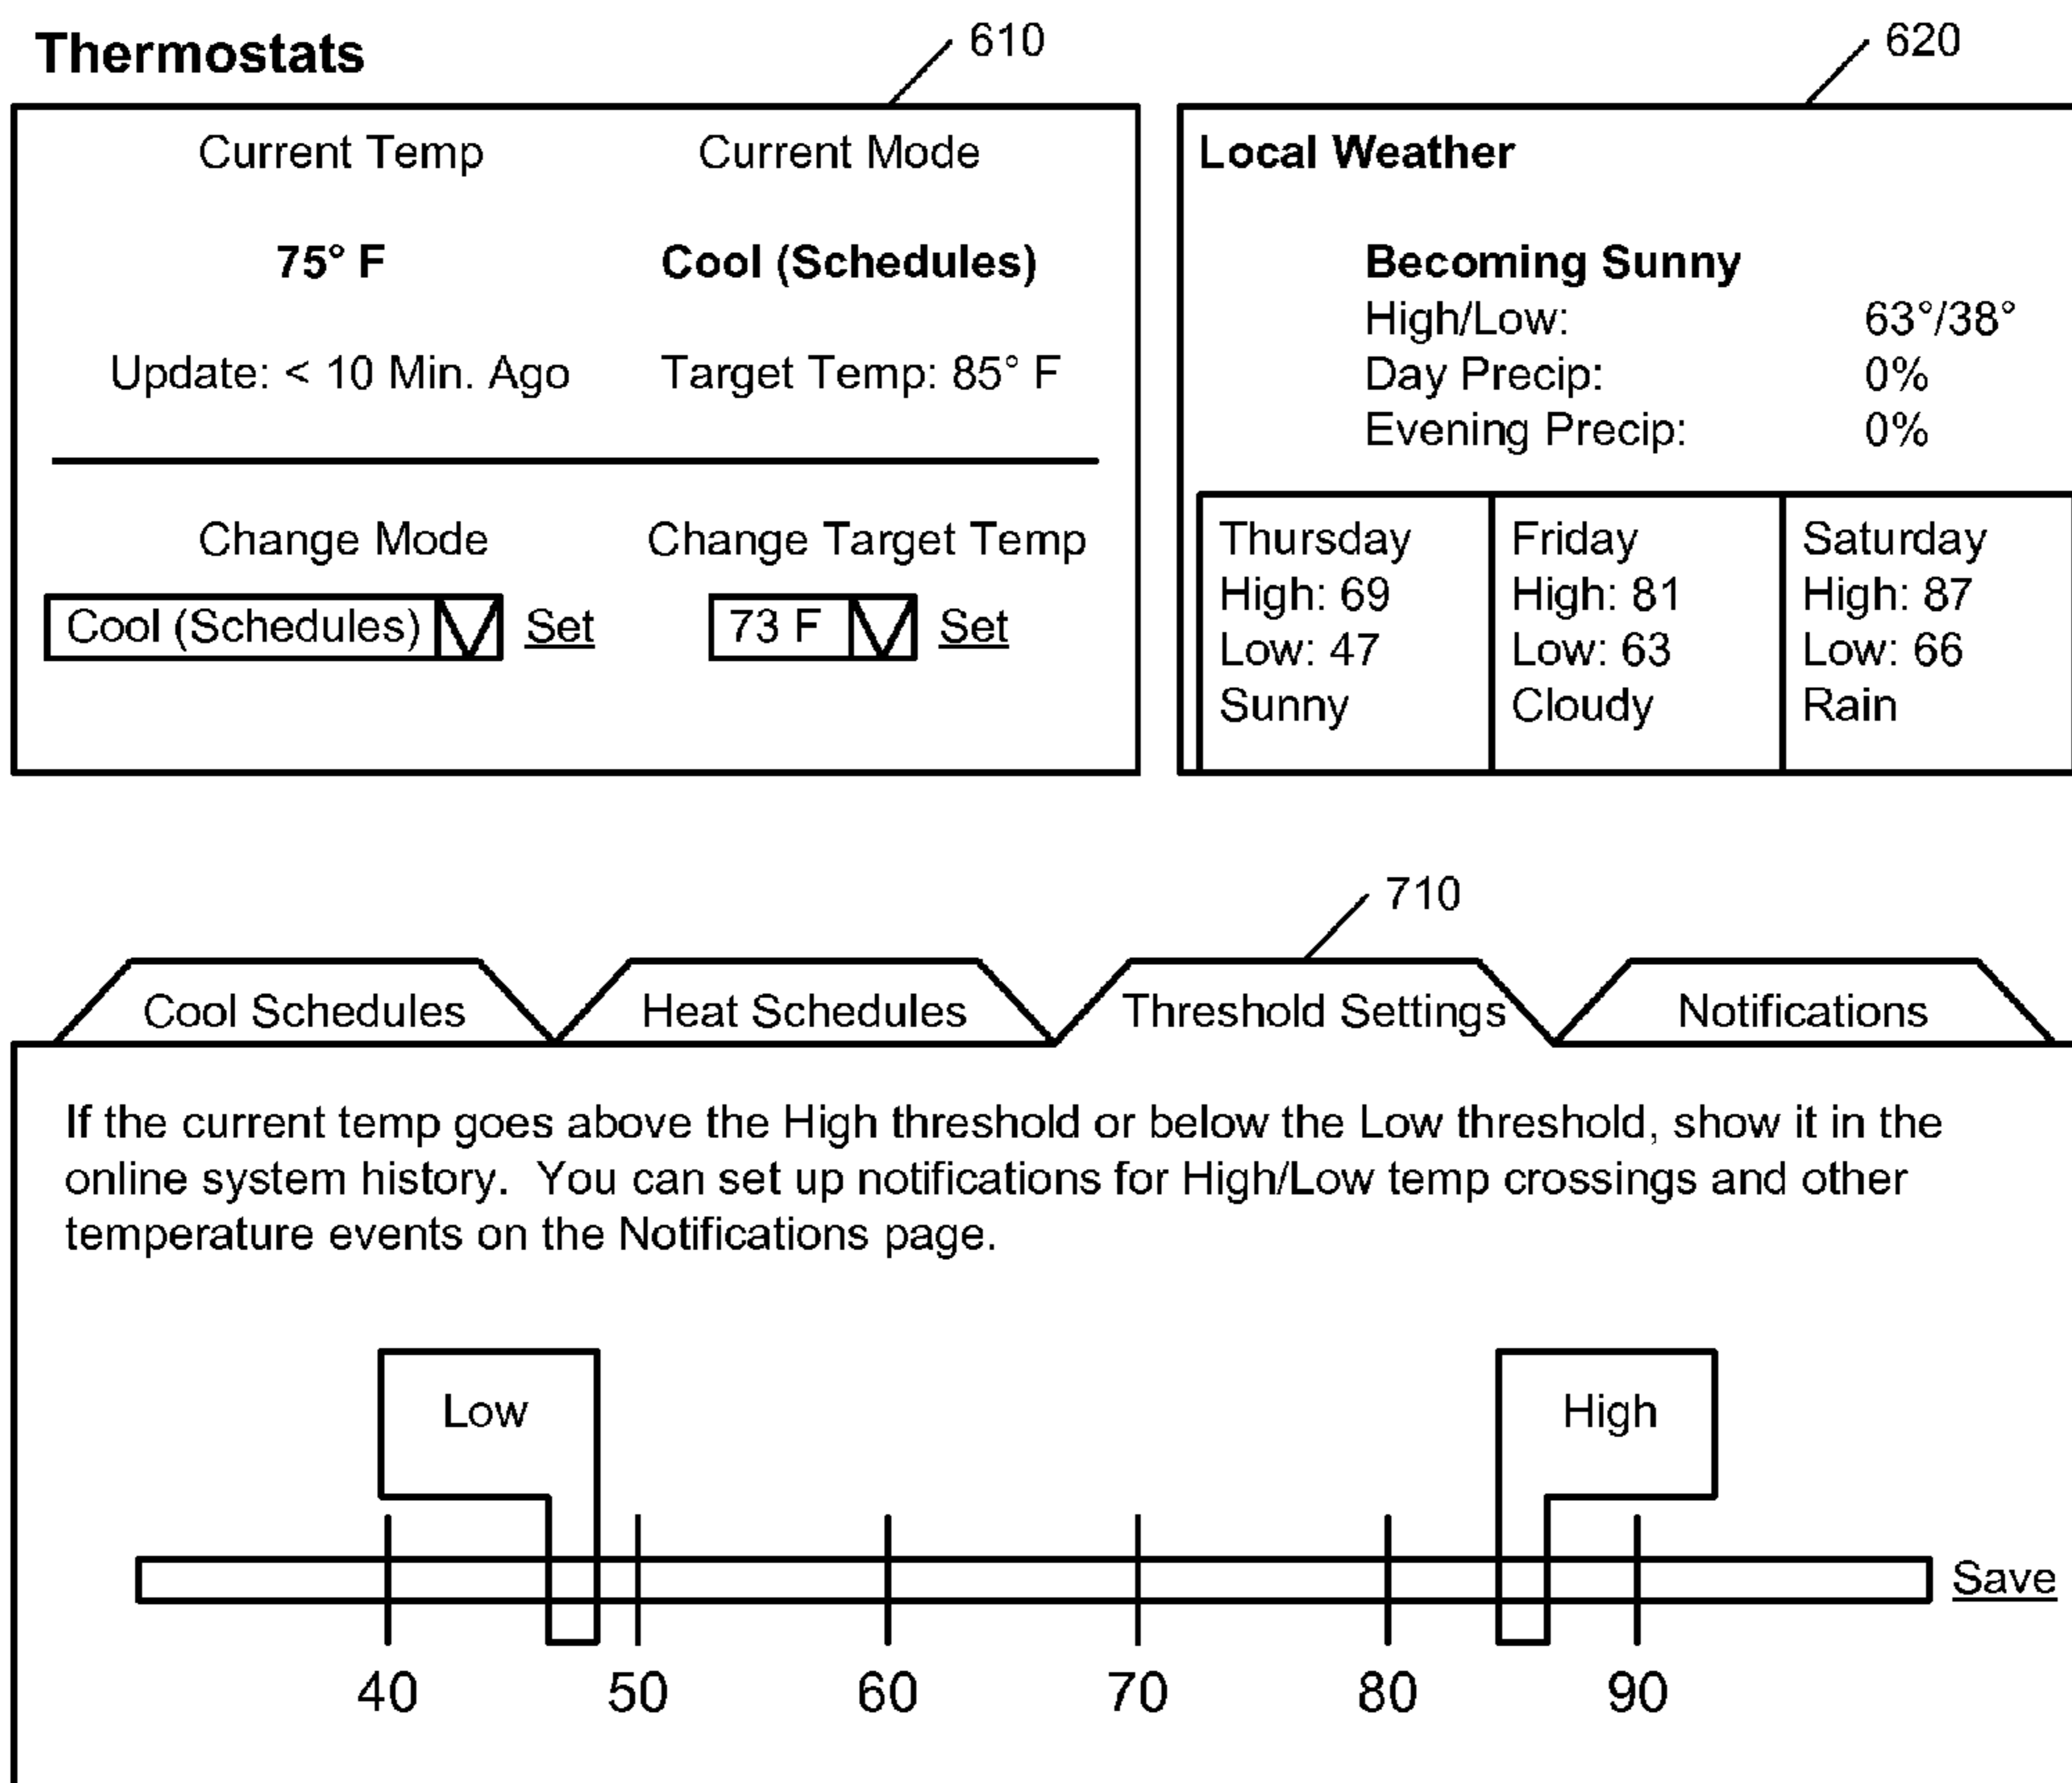 Thermostats
610
620
Current Temp
Current Mode
75° F
Cool (Schedules)
Update: < 10 Min. Ago
Target Temp: 85° F
Change Mode
Change Target Temp
Cool (Schedules)
Set
73 F
Set
Local Weather
Becoming Sunny
High/Low: 63°/38°
Day Precip: 0%
Evening Precip: 0%
Thursday
High: 69
Low: 47
Sunny
Friday
High: 81
Low: 63
Cloudy
Saturday
High: 87
Low: 66
Rain
710
Cool Schedules
Heat Schedules
Threshold Settings
Notifications
If the current temp goes above the High threshold or below the Low threshold, show it in the
online system history. You can set up notifications for High/Low temp crossings and other
temperature events on the Notifications page.
Low
High
Save
40 50 60 70 80 90